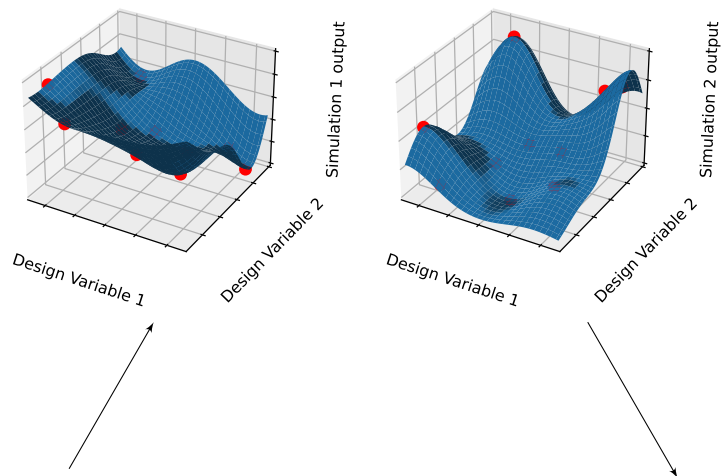 Simulation 1 output
Design Variable 1
Design Variable 2
Simulation 2 output
Design Variable 1
Design Variable 2